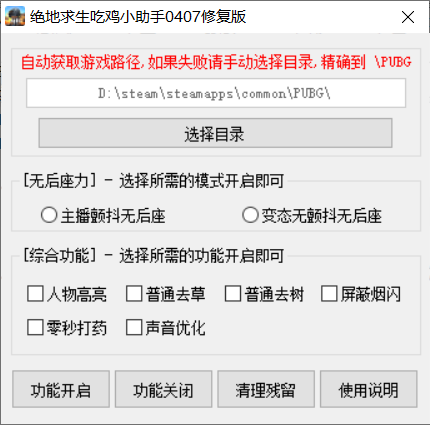 绝地求生吃鸡小助手0407修复版
自动获取游戏路径,如果失败请手动选择目录,精确到 \PUBG
D:\steam\steamapps\common\PUBG\
选择目录
[无后座力] - 选择所需的模式开启即可
主播颤抖无后座 变态无颤抖无后座
[综合功能] - 选择所需的功能开启即可
人物高亮 普通去草 普通去树 屏蔽烟闪
零秒打药 声音优化
功能开启 功能关闭 清理残留 使用说明